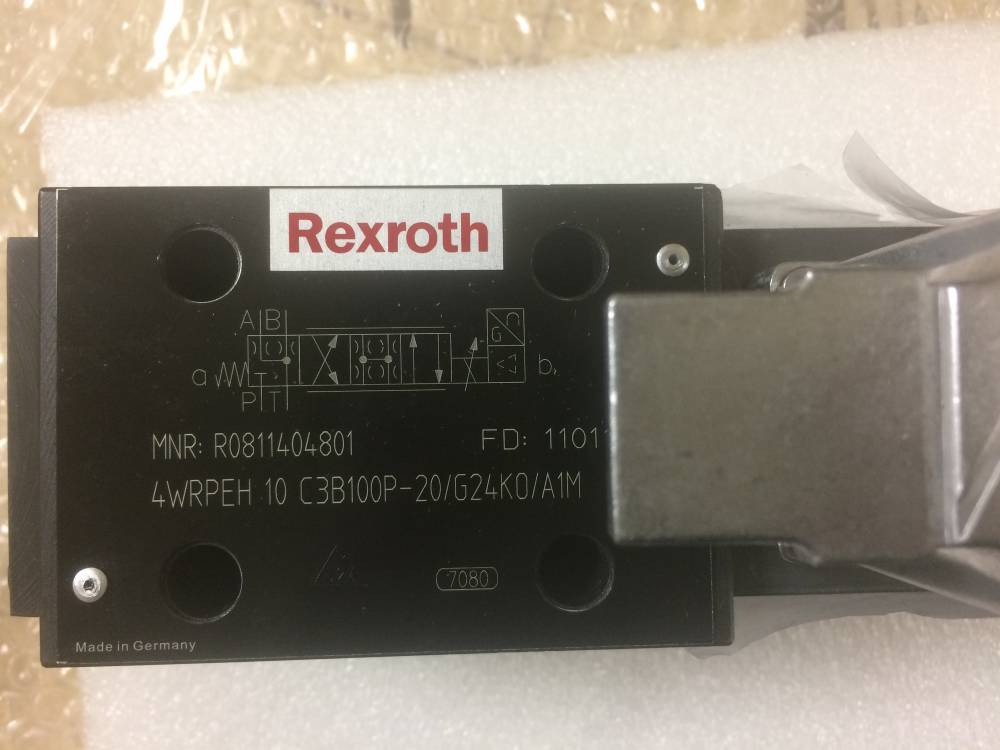 Rexroth
A B
G
a b
P T
MNR: R0811404801 FD: 1101
4WRPEH 10 C3B100P-20/G24K0/A1M
7080
Made in Germany